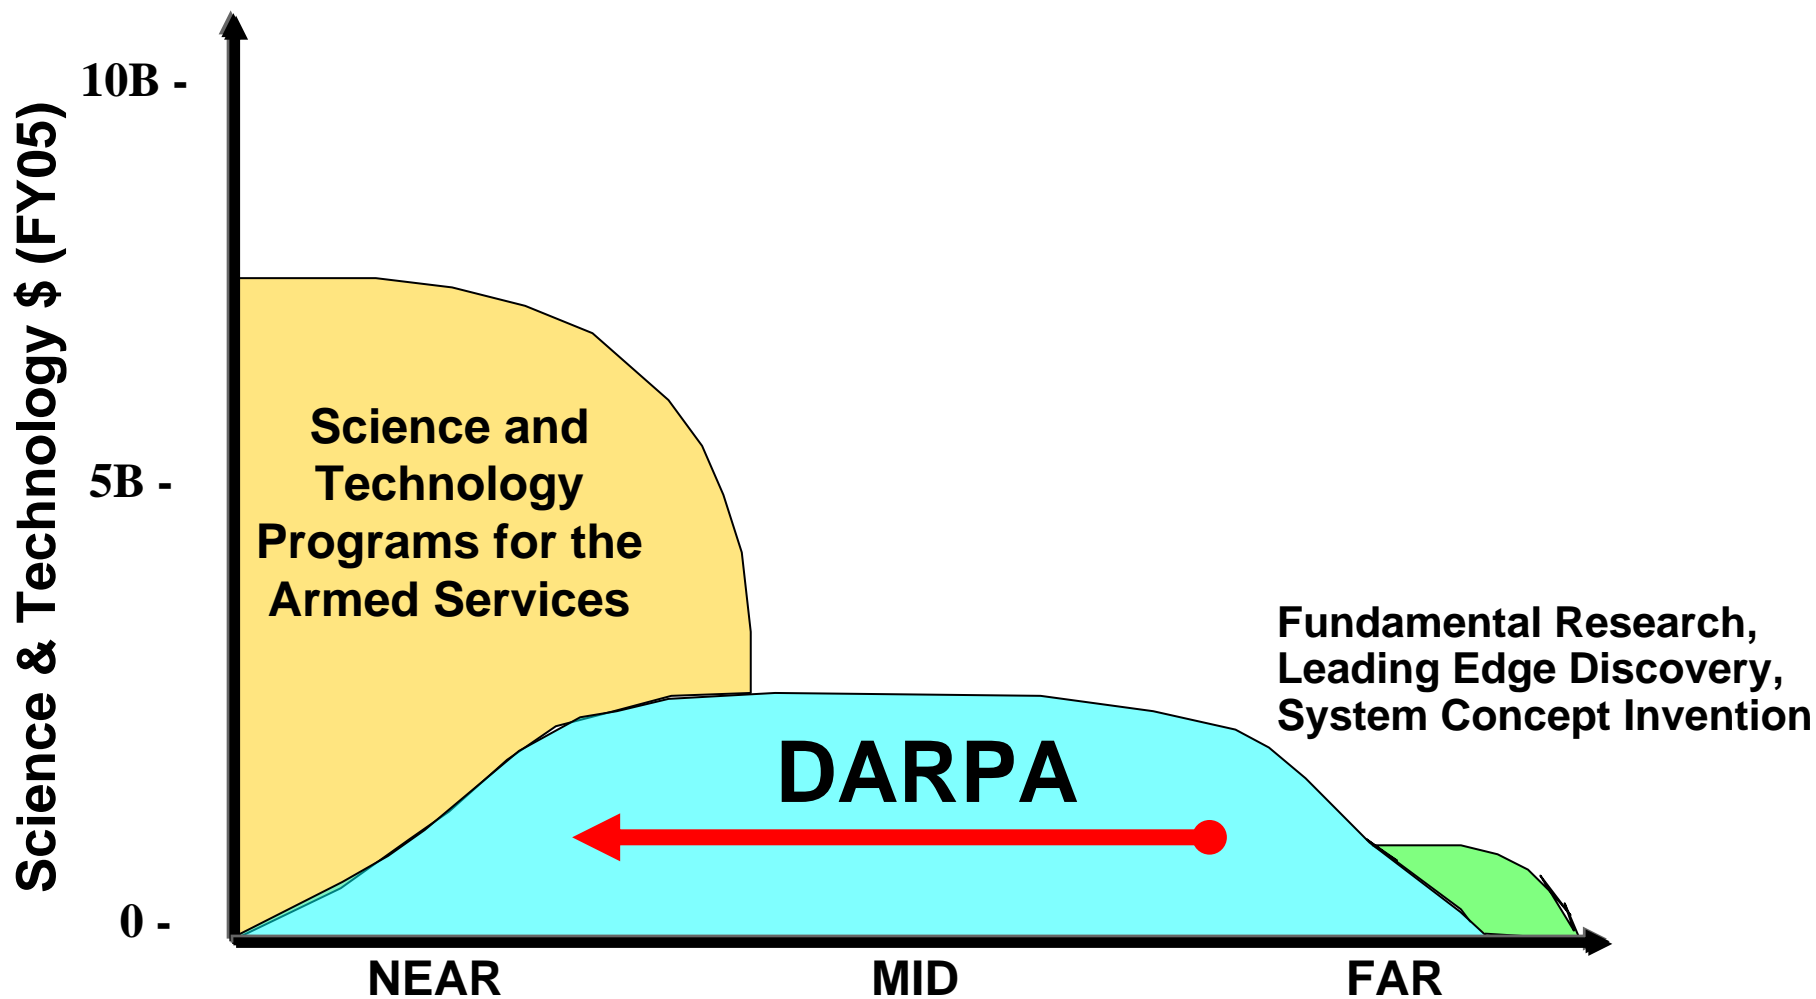 Science & Technology $ (FY05)
10B -
5B -
0 -
Science and
Technology
Programs for the
Armed Services
Fundamental Research,
Leading Edge Discovery,
System Concept Invention
DARPA
NEAR
MID
FAR